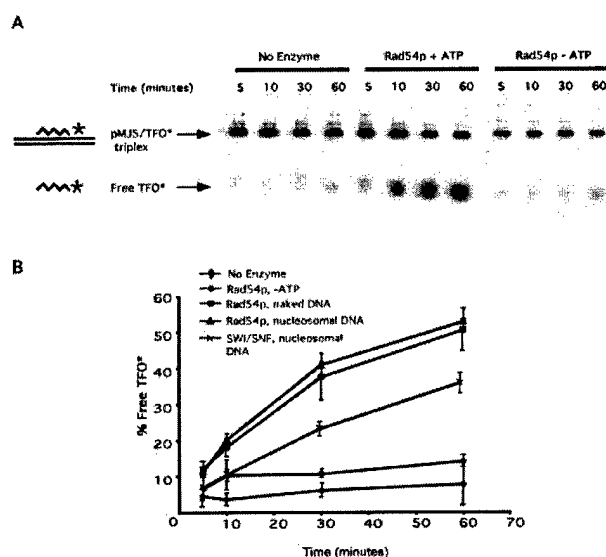 A
No Enzyme
Rad54p + ATP
Rad54p - ATP
Time (minutes)
5 10 30 60 5 10 30 60 5 10 30 60
pMJ5/TFO* triplex
Free TFO*
B
No Enzyme
Rad54p, -ATP
Rad54p, naked DNA
Rad54p, nucleosomal DNA
SWI/SNF, nucleosomal
DNA
% Free TFO*
60
50
40
30
20
10
0 10 20 30 40 50 60 70
Time (minutes)